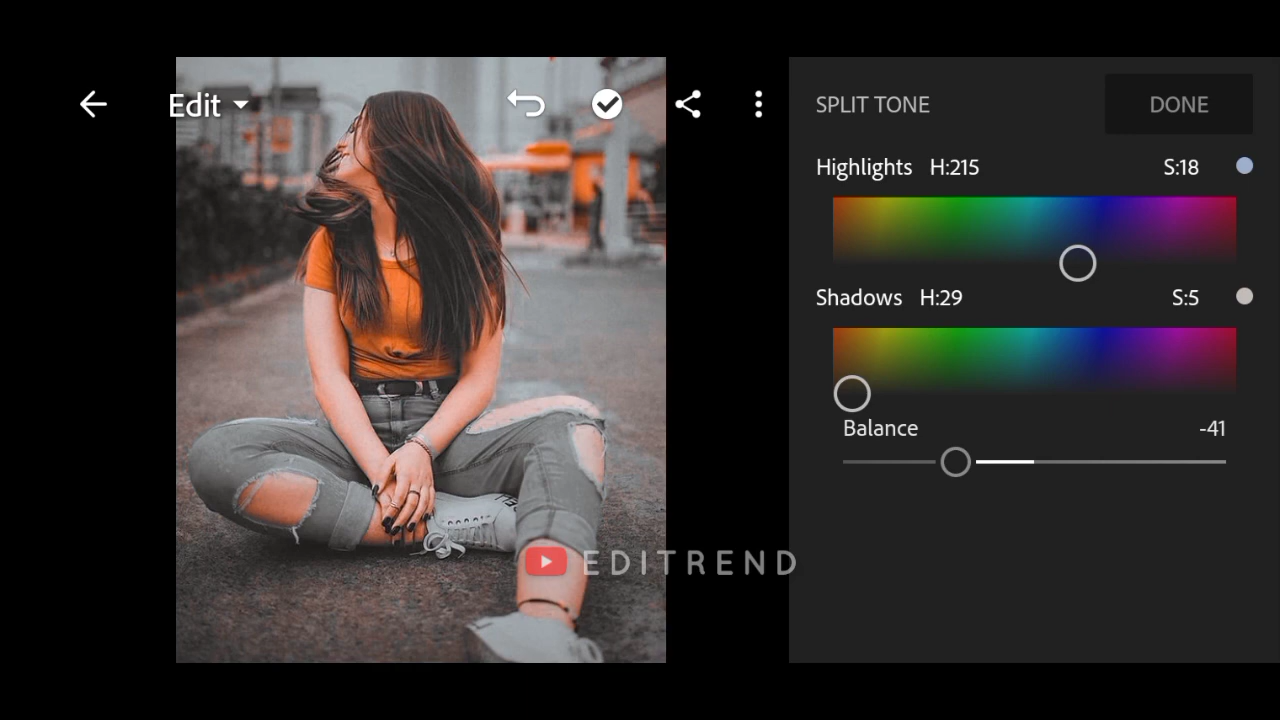 Edit
SPLIT TONE
DONE
Highlights H:215 S:18
Shadows H:29 S:5
Balance -41
EDITREND